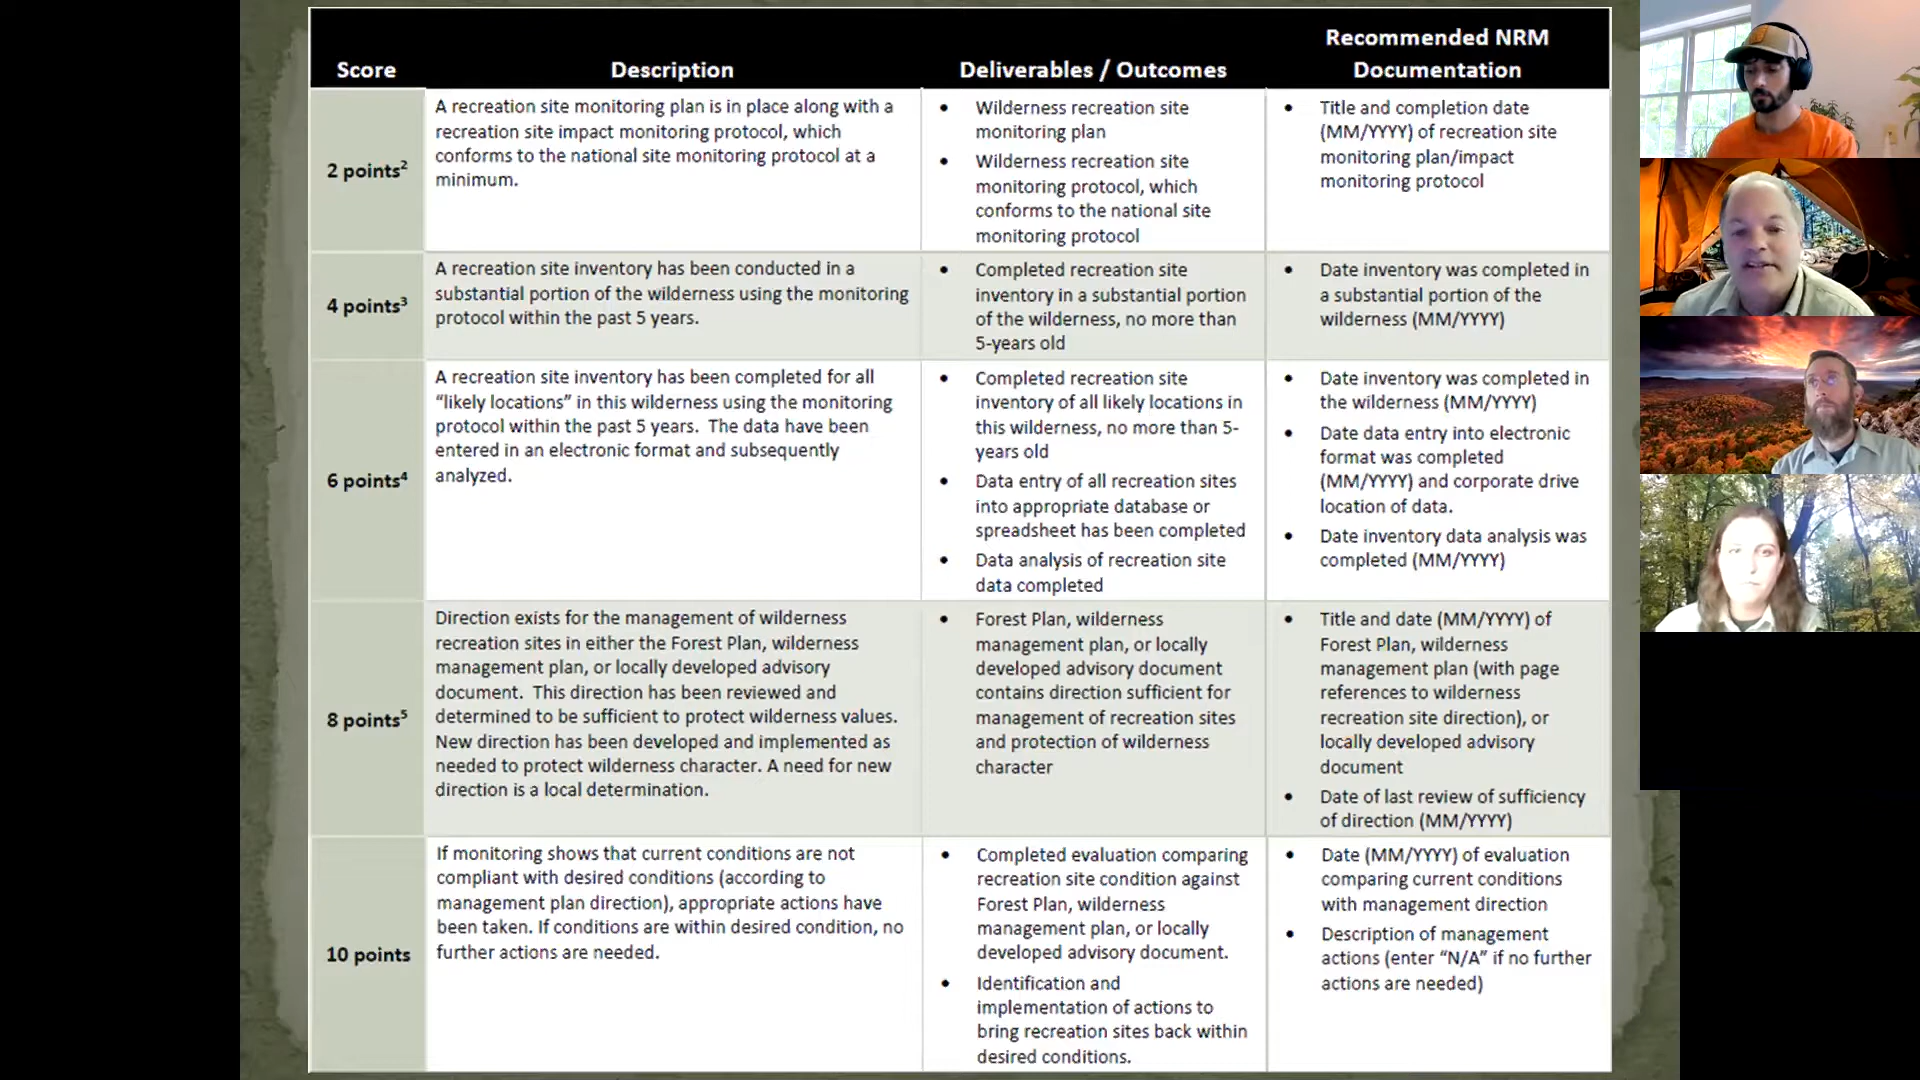 Score
Description
Deliverables / Outcomes
Recommended NRM
Documentation
2 points²
A recreation site monitoring plan is in place along with a
recreation site impact monitoring protocol, which
conforms to the national site monitoring protocol at a
minimum.
• Wilderness recreation site
monitoring plan
• Wilderness recreation site
monitoring protocol, which
conforms to the national site
monitoring protocol
• Title and completion date
(MM/YYYY) of recreation site
monitoring plan/impact
monitoring protocol
4 points³
A recreation site inventory has been conducted in a
substantial portion of the wilderness using the monitoring
protocol within the past 5 years.
• Completed recreation site
inventory in a substantial portion
of the wilderness, no more than
5-years old
• Date inventory was completed in
a substantial portion of the
wilderness (MM/YYYY)
6 points⁴
A recreation site inventory has been completed for all
“likely locations” in this wilderness using the monitoring
protocol within the past 5 years.  The data have been
entered in an electronic format and subsequently
analyzed.
• Completed recreation site
inventory of all likely locations in
this wilderness, no more than 5-
years old
• Data entry of all recreation sites
into appropriate database or
spreadsheet has been completed
• Data analysis of recreation site
data completed
• Date inventory was completed in
the wilderness (MM/YYYY)
• Date data entry into electronic
format was completed
(MM/YYYY) and corporate drive
location of data.
• Date inventory data analysis was
completed (MM/YYYY)
8 points⁵
Direction exists for the management of wilderness
recreation sites in either the Forest Plan, wilderness
management plan, or locally developed advisory
document.  This direction has been reviewed and
determined to be sufficient to protect wilderness values.
New direction has been developed and implemented as
needed to protect wilderness character. A need for new
direction is a local determination.
• Forest Plan, wilderness
management plan, or locally
developed advisory document
contains direction sufficient for
management of recreation sites
and protection of wilderness
character
• Title and date (MM/YYYY) of
Forest Plan, wilderness
management plan (with page
references to wilderness
recreation site direction), or
locally developed advisory
document
• Date of last review of sufficiency
of direction (MM/YYYY)
10 points
If monitoring shows that current conditions are not
compliant with desired conditions (according to
management plan direction), appropriate actions have
been taken. If conditions are within desired condition, no
further actions are needed.
• Completed evaluation comparing
recreation site condition against
Forest Plan, wilderness
management plan, or locally
developed advisory document.
• Identification and
implementation of actions to
bring recreation sites back within
desired conditions.
• Date (MM/YYYY) of evaluation
comparing current conditions
with management direction
• Description of management
actions (enter “N/A” if no further
actions are needed)